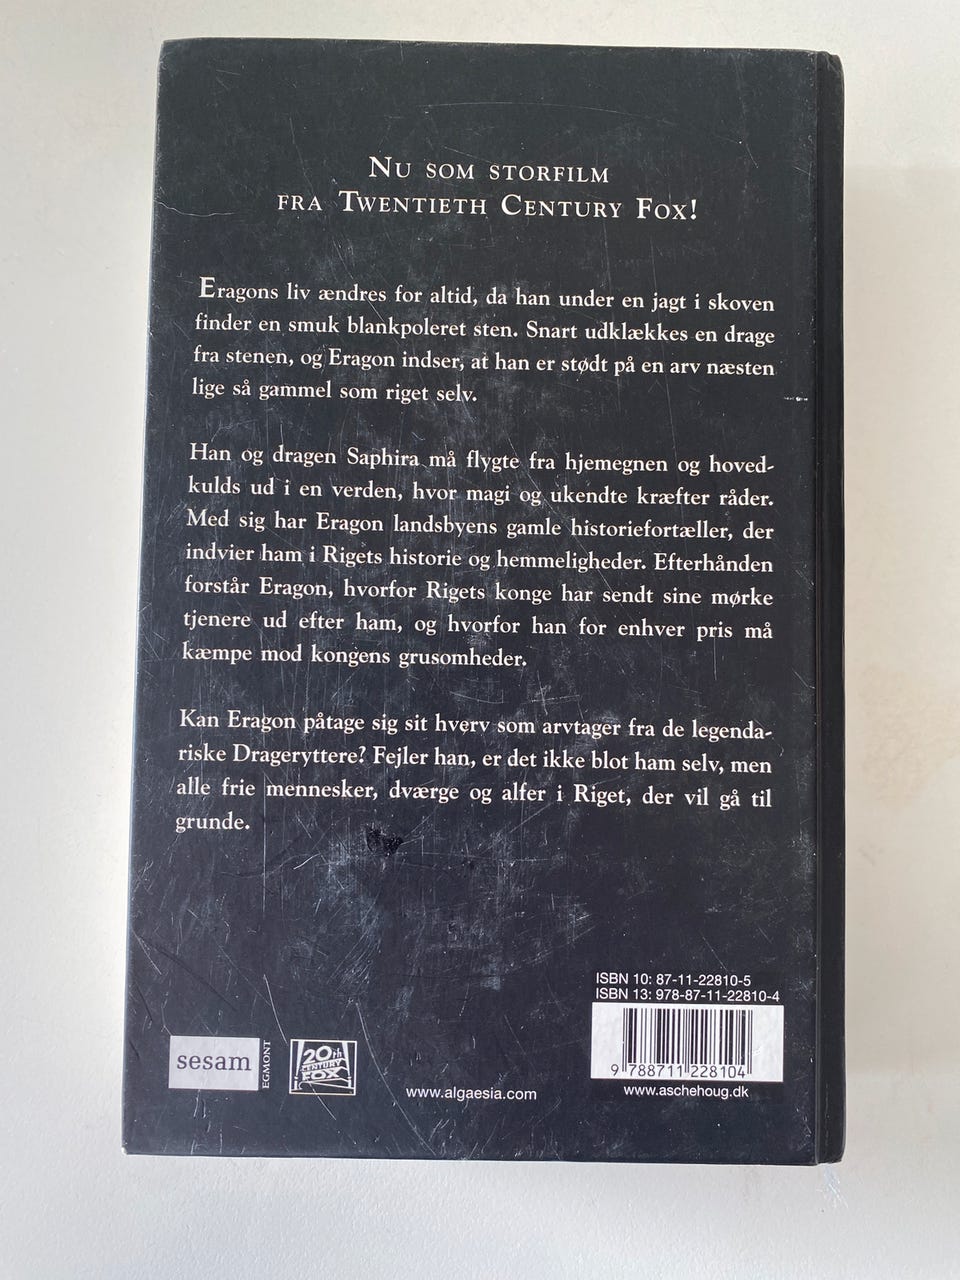 Nu som storfilm
fra Twentieth Century Fox!
Eragons liv ændres for altid, da han under en jagt i skoven
finder en smuk blankpoleret sten. Snart udklækkes en drage
fra stenen, og Eragon indser, at han er stødt på en arv næsten
lige så gammel som riget selv.
Han og dragen Saphira må flygte fra hjemegnen og hoved-
kulds ud i en verden, hvor magi og ukendte kræfter råder.
Med sig har Eragon landsbyens gamle historiefortæller, der
indvier ham i Rigets historie og hemmeligheder. Efterhånden
forstår Eragon, hvorfor Rigets konge har sendt sine mørke
tjenere ud efter ham, og hvorfor han for enhver pris må
kæmpe mod kongens grusomheder.
Kan Eragon påtage sig sit hverv som arvtager fra de legenda-
riske Drageryttere? Fejler han, er det ikke blot ham selv, men
alle frie mennesker, dværge og alfer i Riget, der vil gå til
grunde.
ISBN 10: 87-11-22810-5
ISBN 13: 978-87-11-22810-4
9 788711 228104
www.aschehoug.dk
sesam
EGMONT
20th
CENTURY
FOX
www.algaesia.com